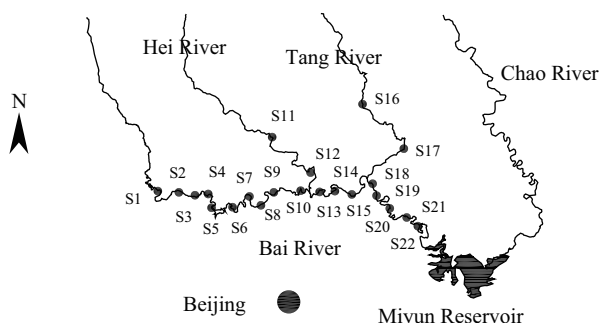 Hei River
Tang River
Chao River
N
S16
S11
S17
S12
S14
S18
S1
S2
S4
S7
S9
S19
S3
S5
S6
S8
S10
S13
S15
S20
S21
S22
Bai River
Beijing
Miyun Reservoir